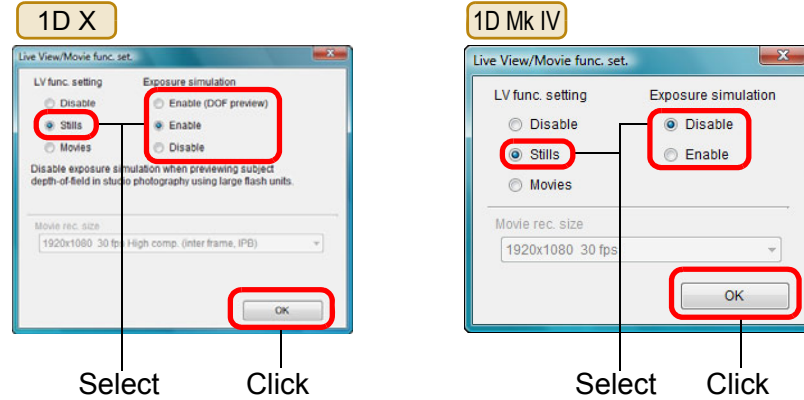 1D X
Live View/Movie func. set.
LV func. setting
Exposure simulation
Disable
Enable (DOF preview)
Stills
Enable
Movies
Disable
Disable exposure simulation when previewing subject
depth-of-field in studio photography using large flash units.
Movie rec. size
1920x1080 30 fps High comp. (inter frame, IPB)
OK
Select
Click
1D Mk IV
Live View/Movie func. set.
LV func. setting
Exposure simulation
Disable
Disable
Stills
Enable
Movies
Movie rec. size
1920x1080 30 fps
OK
Select
Click